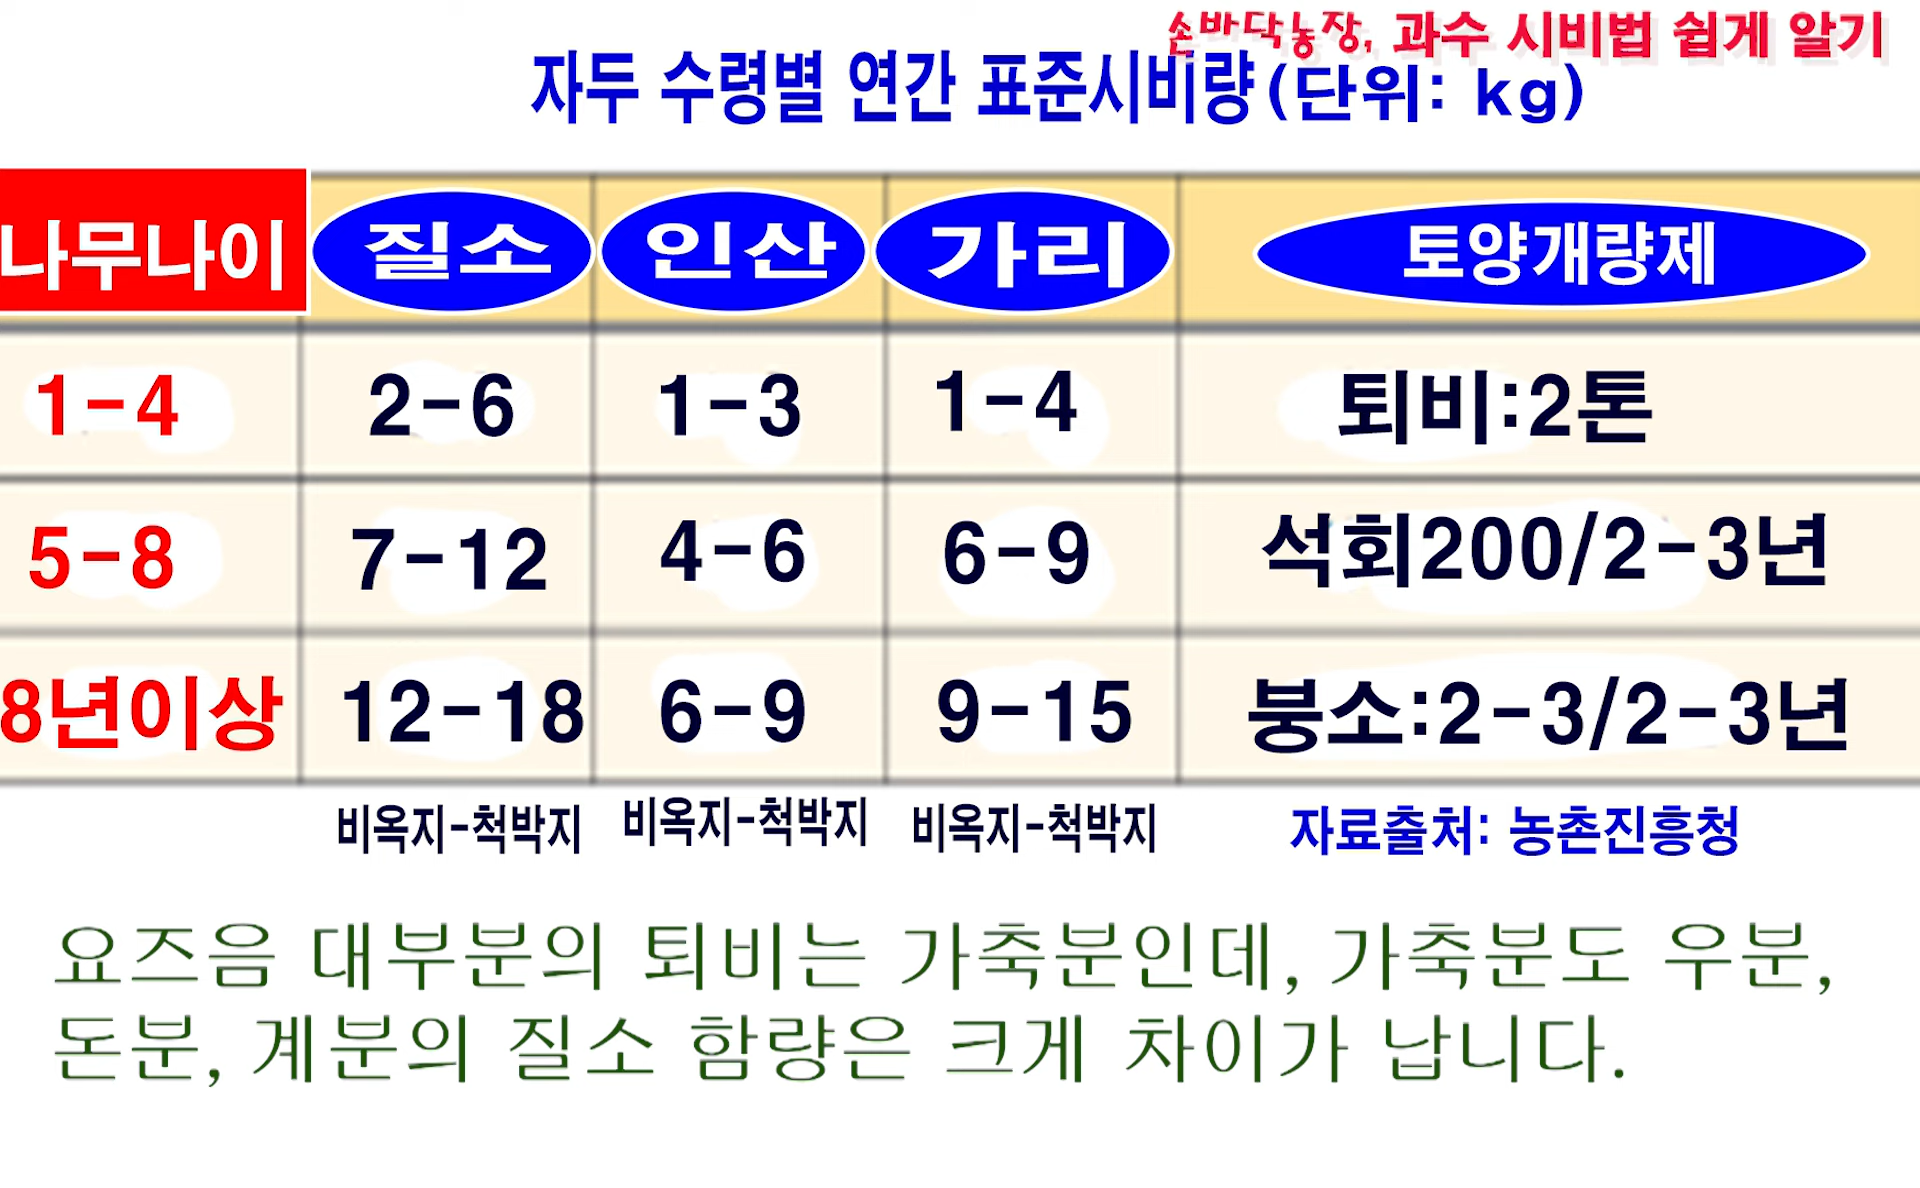 손바닥농장, 과수 시비법 쉽게 알기
자두 수령별 연간 표준시비량(단위: kg)
나무나이 질소 인산 가리 토양개량제
1-4 2-6 1-3 1-4 퇴비:2톤
5-8 7-12 4-6 6-9 석회200/2-3년
8년이상 12-18 6-9 9-15 붕소:2-3/2-3년
비옥지-척박지 비옥지-척박지 비옥지-척박지 자료출처: 농촌진흥청
요즈음 대부분의 퇴비는 가축분인데, 가축분도 우분,
돈분, 계분의 질소 함량은 크게 차이가 납니다.